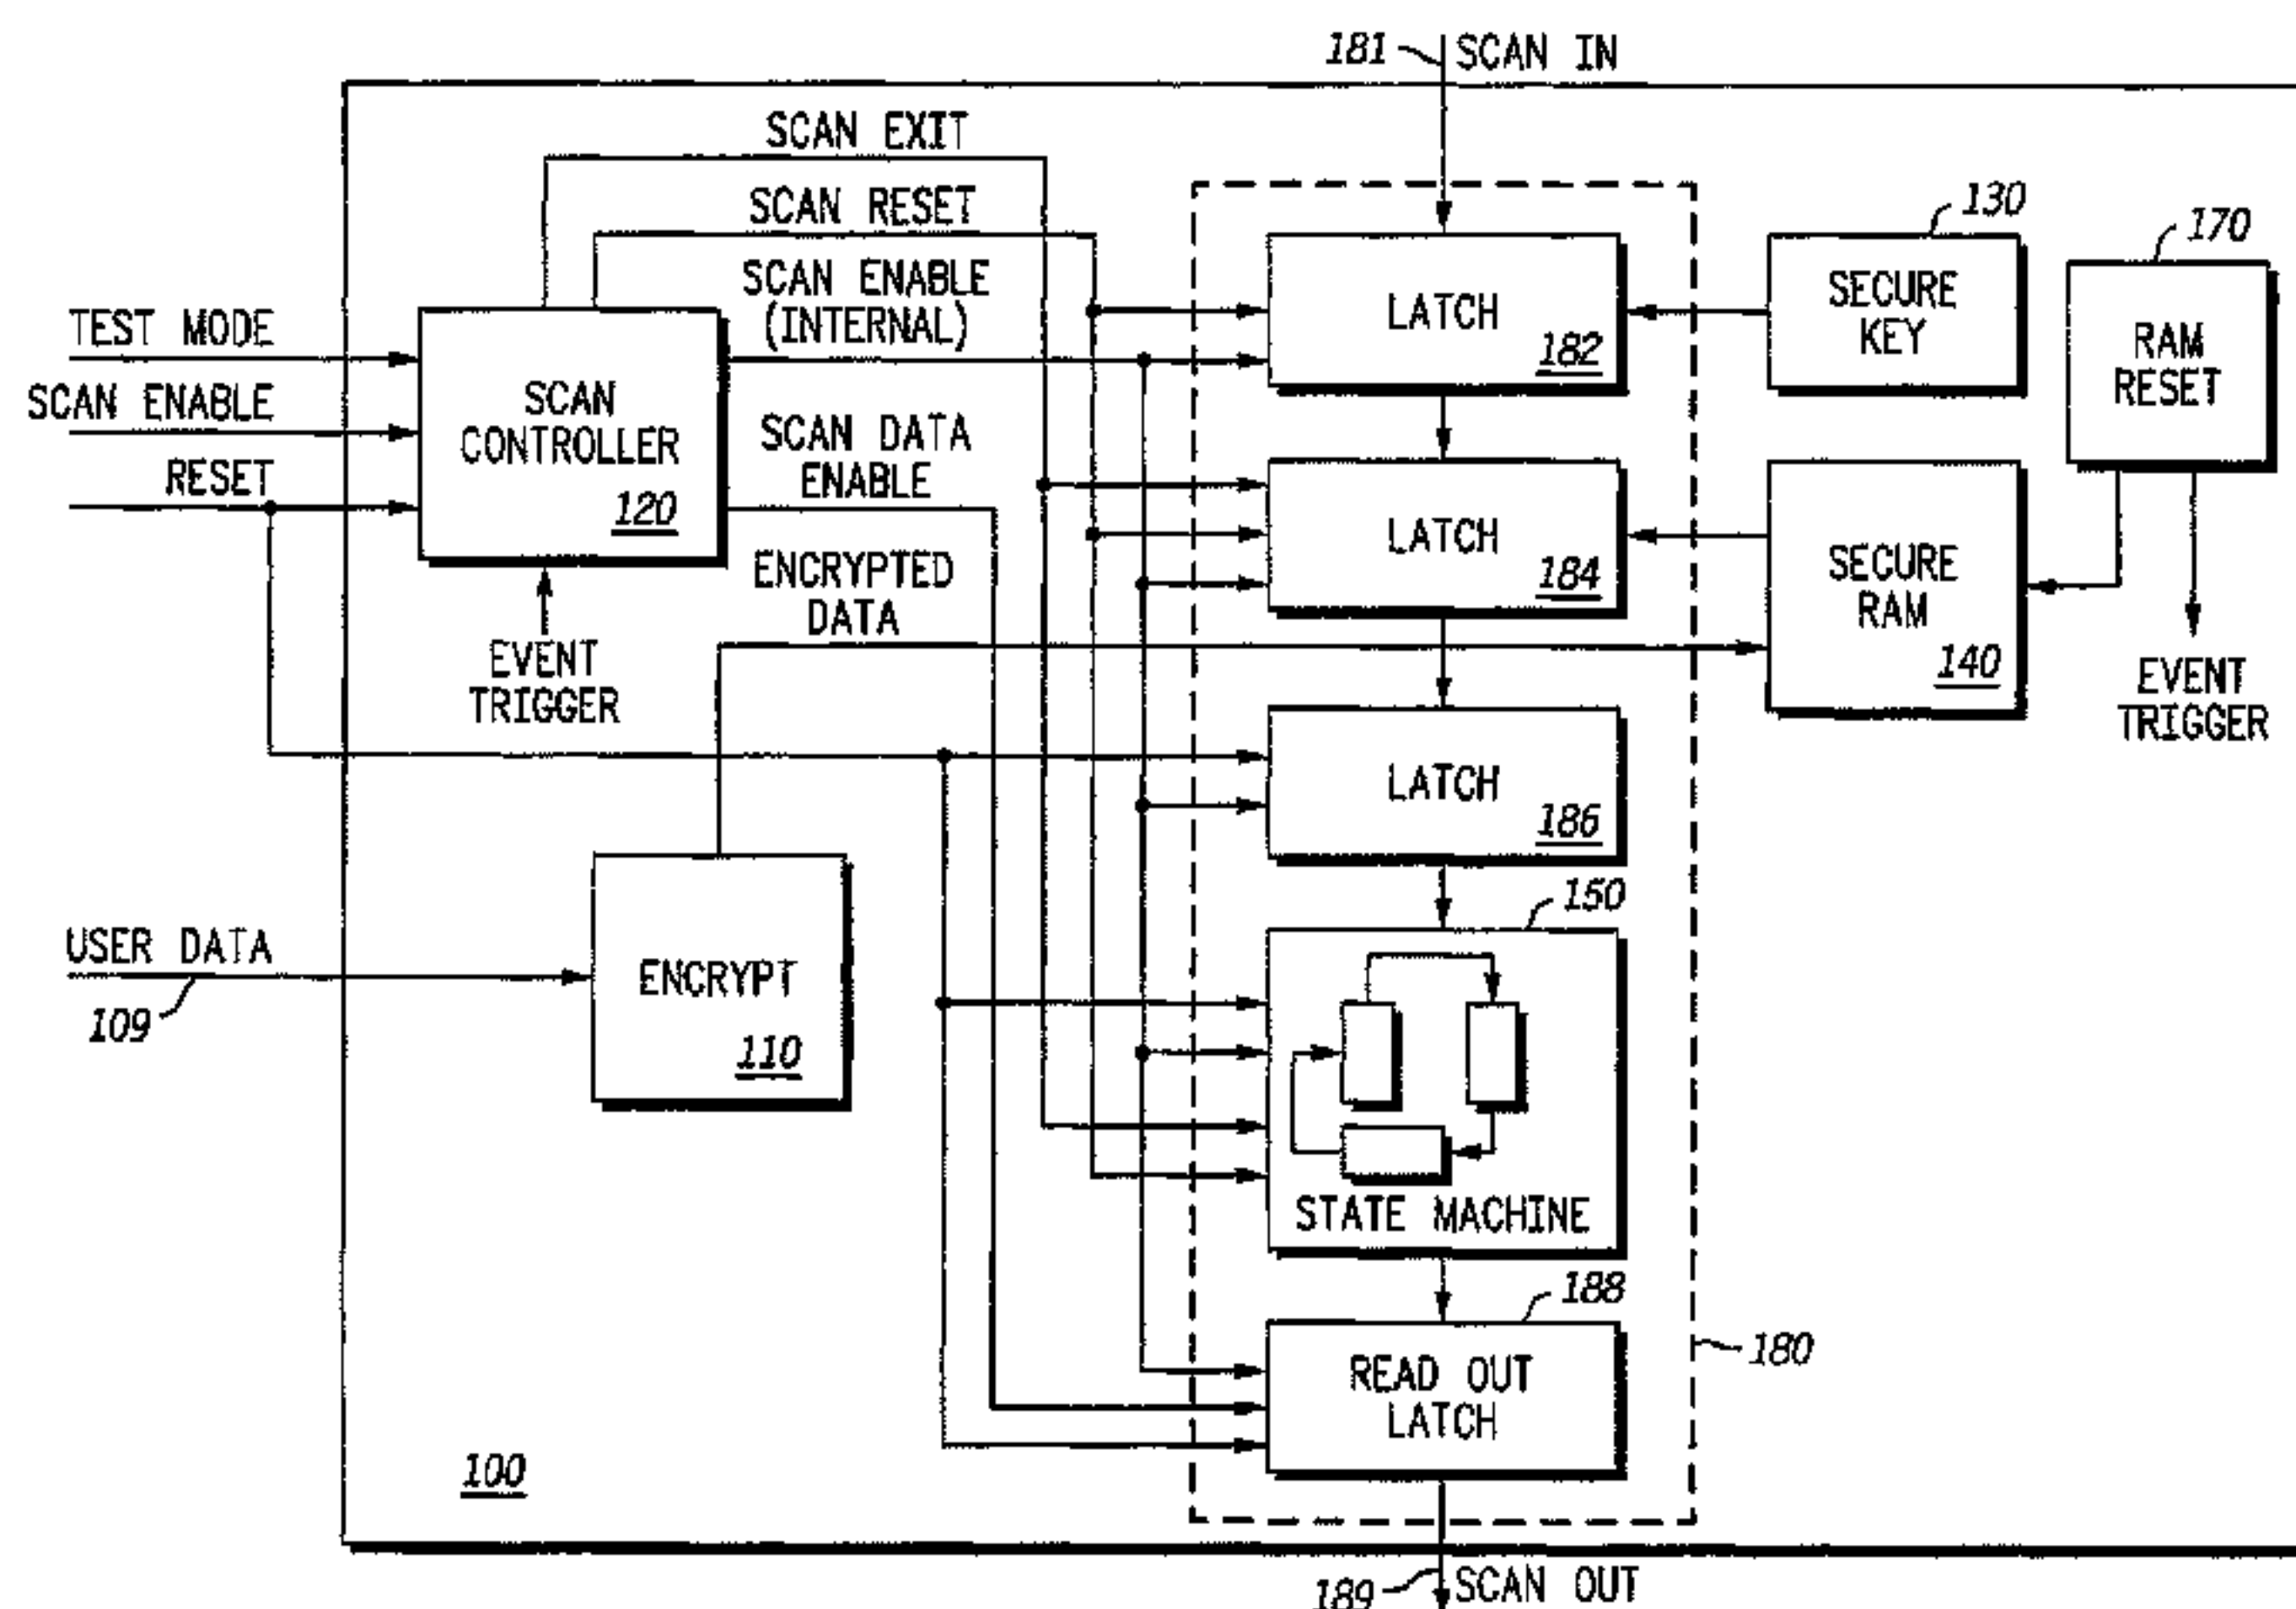 181
SCAN IN
SCAN EXIT
SCAN RESET
SCAN ENABLE
(INTERNAL)
TEST MODE
SCAN ENABLE
RESET
SCAN
CONTROLLER
120
SCAN DATA
ENABLE
ENCRYPTED
DATA
EVENT
TRIGGER
LATCH
182
130
SECURE
KEY
170
RAM
RESET
LATCH
184
SECURE
RAM
140
EVENT
TRIGGER
LATCH
186
USER DATA
109
ENCRYPT
110
150
STATE MACHINE
188
READ OUT
LATCH
180
100
189
SCAN OUT